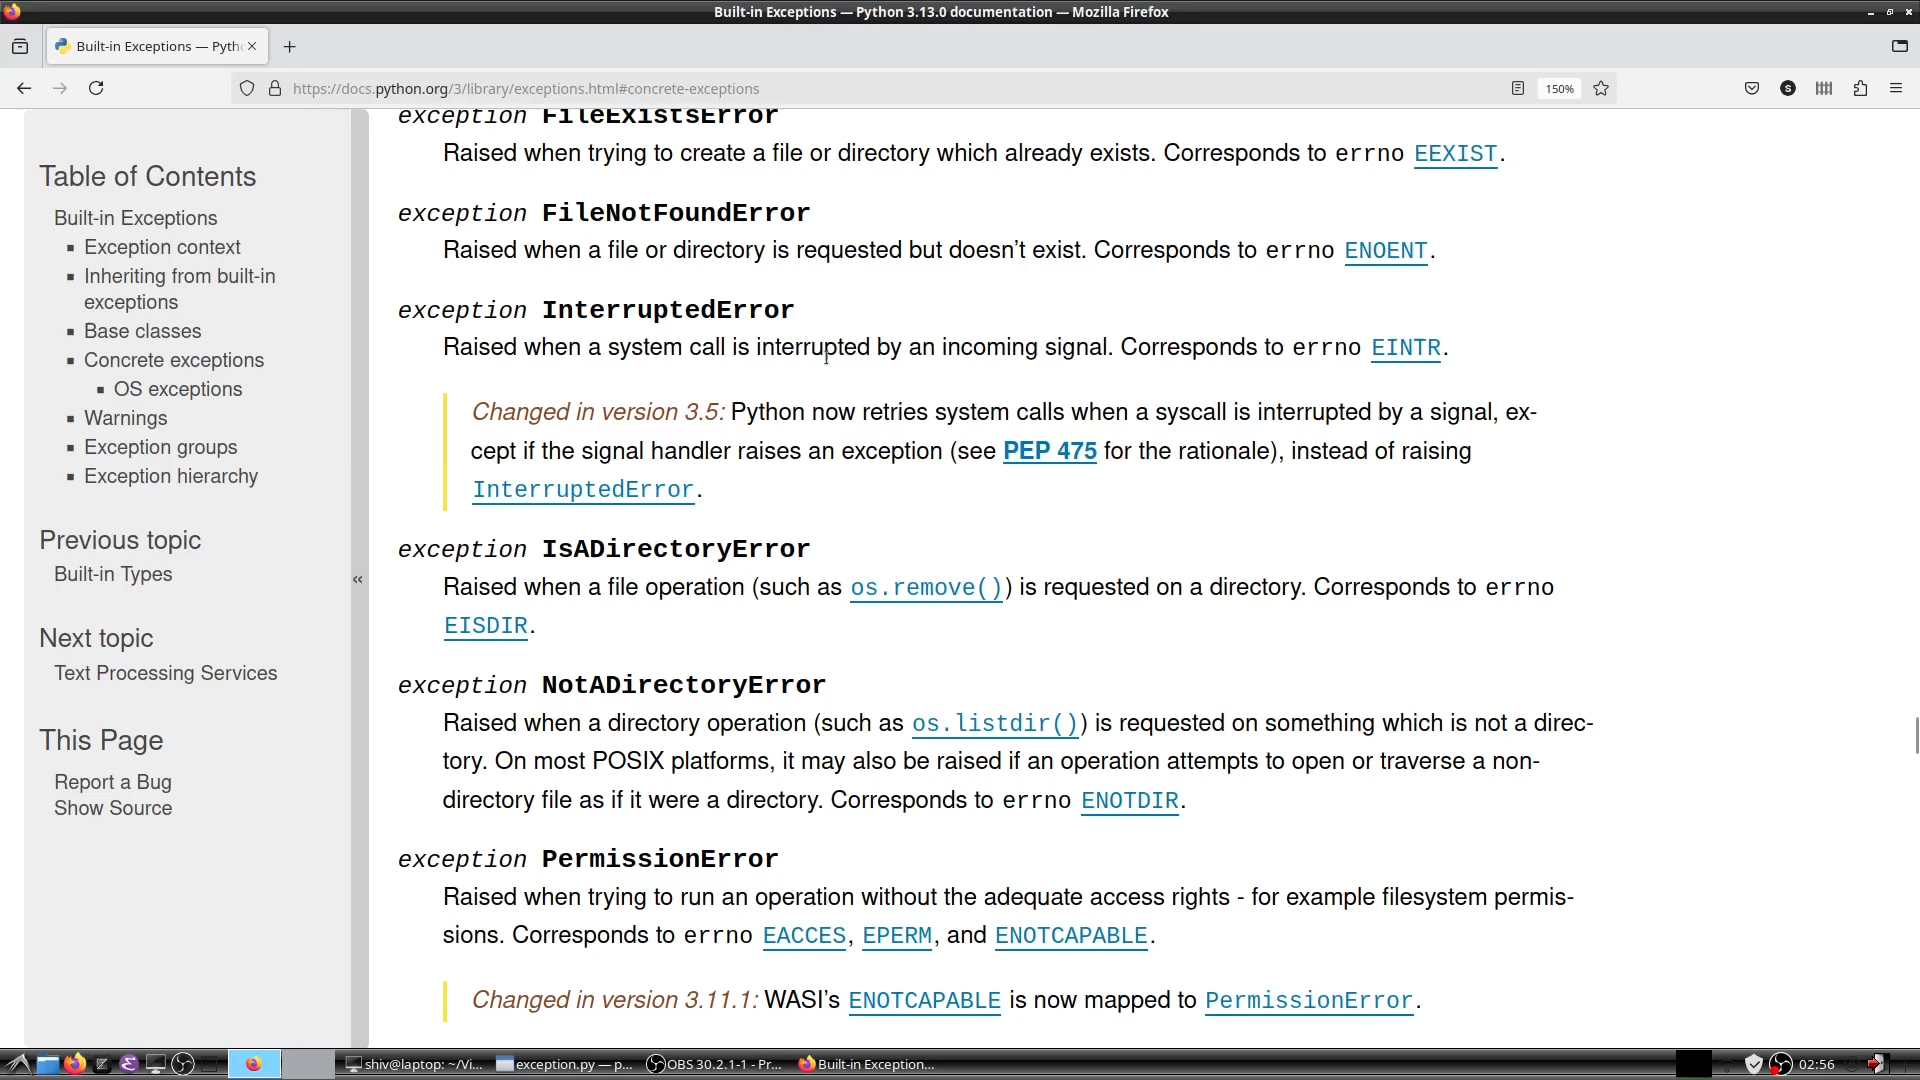 Built-in Exceptions — Python 3.13.0 documentation — Mozilla Firefox
Built-in Exceptions — Pyth
https://docs.python.org/3/library/exceptions.html#concrete-exceptions
150%
S
Table of Contents
Built-in Exceptions
▪ Exception context
▪ Inheriting from built-in
exceptions
▪ Base classes
▪ Concrete exceptions
▪ OS exceptions
▪ Warnings
▪ Exception groups
▪ Exception hierarchy
Previous topic
Built-in Types
Next topic
Text Processing Services
This Page
Report a Bug
Show Source
«
exception FileExistsError
Raised when trying to create a file or directory which already exists. Corresponds to errno EEXIST.
exception FileNotFoundError
Raised when a file or directory is requested but doesn’t exist. Corresponds to errno ENOENT.
exception InterruptedError
Raised when a system call is interrupted by an incoming signal. Corresponds to errno EINTR.
Changed in version 3.5: Python now retries system calls when a syscall is interrupted by a signal, ex-
cept if the signal handler raises an exception (see PEP 475 for the rationale), instead of raising
InterruptedError.
exception IsADirectoryError
Raised when a file operation (such as os.remove()) is requested on a directory. Corresponds to errno
EISDIR.
exception NotADirectoryError
Raised when a directory operation (such as os.listdir()) is requested on something which is not a direc-
tory. On most POSIX platforms, it may also be raised if an operation attempts to open or traverse a non-
directory file as if it were a directory. Corresponds to errno ENOTDIR.
exception PermissionError
Raised when trying to run an operation without the adequate access rights - for example filesystem permis-
sions. Corresponds to errno EACCES, EPERM, and ENOTCAPABLE.
Changed in version 3.11.1: WASI’s ENOTCAPABLE is now mapped to PermissionError.
shiv@laptop: ~/Vi...
exception.py — p...
OBS 30.2.1-1 - Pr...
Built-in Exception...
02:56